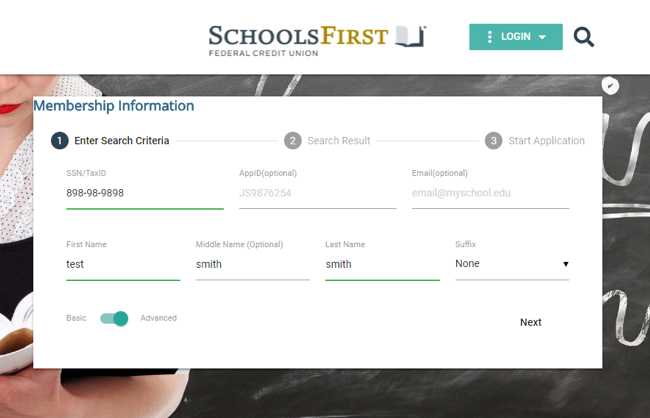 SCHOOLSFIRST
FEDERAL CREDIT UNION
LOGIN
Membership Information
1 Enter Search Criteria 2 Search Result 3 Start Application
SSN/TaxID AppID(optional) Email(optional)
898-98-9898 JS9876254 email@myschool.edu
First Name Middle Name (Optional) Last Name Suffix
test smith smith None
Basic Advanced Next